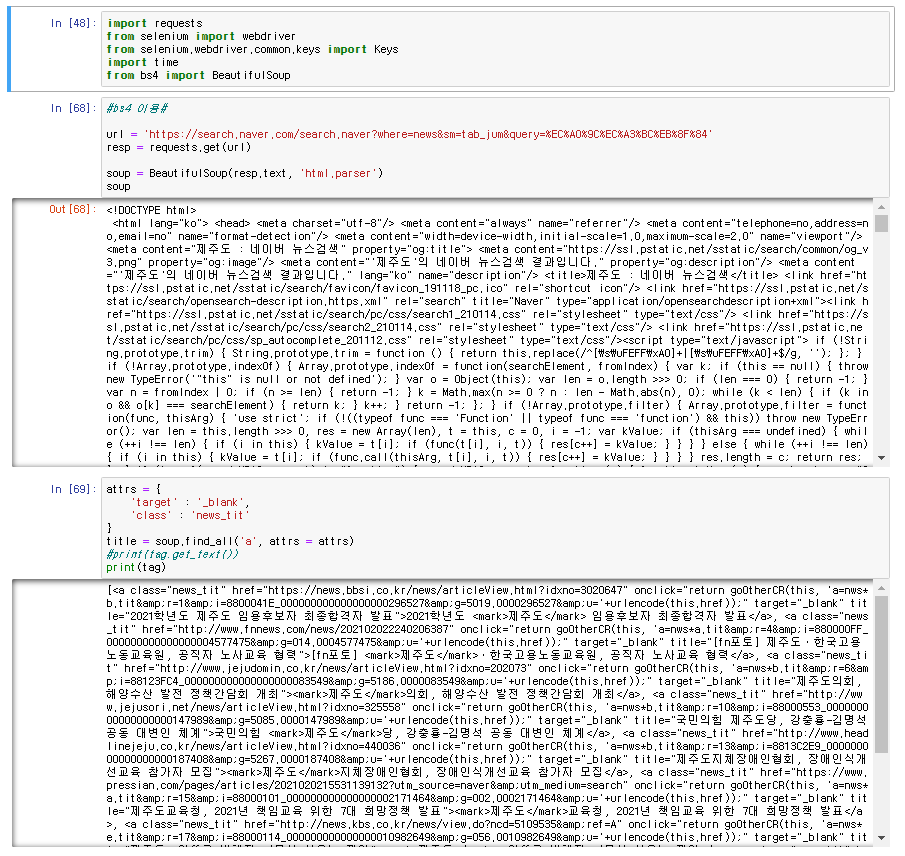 In [48]:
import requests
from selenium import webdriver
from selenium.webdriver.common.keys import Keys
import time
from bs4 import BeautifulSoup
In [68]:
#bs4 이용#
url = 'https://search.naver.com/search.naver?where=news&sm=tab_jum&query=%EC%A0%9C%EC%A3%BC%EB%8F%84'
resp = requests.get(url)
soup = BeautifulSoup(resp.text, 'html.parser')
soup
Out[68]:
<!DOCTYPE html>
<html lang="ko"> <head> <meta charset="utf-8"/> <meta content="always" name="referrer"/> <meta content="telephone=no,address=n
o,email=no" name="format-detection"/> <meta content="width=device-width,initial-scale=1.0,maximum-scale=2.0" name="viewport"/>
<meta content="제주도 : 네이버 뉴스검색" property="og:title"/> <meta content="https://ssl.pstatic.net/sstatic/search/common/og_v
3.png" property="og:image"/> <meta content="'제주도'의 네이버 뉴스검색 결과입니다." property="og:description"/> <meta content
="'제주도'의 네이버 뉴스검색 결과입니다." lang="ko" name="description"/> <title>제주도 : 네이버 뉴스검색</title> <link href="ht
tps://ssl.pstatic.net/sstatic/search/favicon/favicon_191118_pc.ico" rel="shortcut icon"/> <link href="https://ssl.pstatic.net/s
static/search/opensearch-description.https.xml" rel="search" title="Naver" type="application/opensearchdescription+xml"><link h
ref="https://ssl.pstatic.net/sstatic/search/pc/css/search1_210114.css" rel="stylesheet" type="text/css"/> <link href="https://s
sl.pstatic.net/sstatic/search/pc/css/search2_210114.css" rel="stylesheet" type="text/css"/> <link href="https://ssl.pstatic.ne
t/sstatic/search/pc/css/sp_autocomplete_201112.css" rel="stylesheet" type="text/css"/><script type="text/javascript"> if (!Stri
ng.prototype.trim) { String.prototype.trim = function () { return this.replace(/^[₩s₩uFEFF₩xA0]+|[₩s₩uFEFF₩xA0]+$/g, ''); }; }
if (!Array.prototype.indexOf) { Array.prototype.indexOf = function(searchElement, fromIndex) { var k; if (this == null) { throw
new TypeError('"this" is null or not defined'); } var o = Object(this); var len = o.length >>> 0; if (len === 0) { return -1; }
var n = fromIndex | 0; if (n >= len) { return -1; } k = Math.max(n >= 0 ? n : len - Math.abs(n), 0); while (k < len) { if (k in
o && o[k] === searchElement) { return k; } k++; } return -1; }; } if (!Array.prototype.filter) { Array.prototype.filter = func
tion(func, thisArg) { 'use strict'; if (!((typeof func === 'Function' || typeof func === 'function') && this)) throw new TypeErr
or(); var len = this.length >>> 0, res = new Array(len), t = this, c = 0, i = -1; var kValue; if (thisArg === undefined) { whil
e (++i !== len) { if (i in this) { kValue = t[i]; if (func(t[i], i, t)) { res[c++] = kValue; } } } } else { while (++i !== len)
{ if (i in this) { kValue = t[i]; if (func.call(thisArg, t[i], i, t)) { res[c++] = kValue; } } } } res.length = c; return res;
In [69]:
attrs = {
'target' : '_blank',
'class' : 'news_tit'
}
title = soup.find_all('a', attrs = attrs)
#print(tag.get_text())
print(tag)
[<a class="news_tit" href="https://news.bbsi.co.kr/news/articleView.html?idxno=3020647" onclick="return goOtherCR(this, 'a=nws*
b.tit&amp;r=1&amp;i=8800041E_000000000000000000296527&amp;g=5019.0000296527&amp;u='+urlencode(this.href));" target="_blank" t
itle="2021학년도 제주도 임용후보자 최종합격자 발표">2021학년도 <mark>제주도</mark> 임용후보자 최종합격자 발표</a>, <a class
="news_tit" href="http://www.fnnews.com/news/202102022240206387" onclick="return goOtherCR(this, 'a=nws*a.tit&amp;r=4&amp;i=880000FF_
000000000000000004577475&amp;g=014.0004577475&amp;u='+urlencode(this.href));" target="_blank" title="[fn포토] 제주도·한국고용
노동교육원, 공직자 노사교육 협력">[fn포토] <mark>제주도</mark>·한국고용노동교육원, 공직자 노사교육 협력</a>, <a class="news_
tit" href="http://www.jejudomin.co.kr/news/articleView.html?idxno=202073" onclick="return goOtherCR(this, 'a=nws*b.tit&amp;r=6&a
mp;i=88123FC4_000000000000000000083549&amp;g=5186.0000083549&amp;u='+urlencode(this.href));" target="_blank" title="제주도의회,
해양수산 발전 정책간담회 개최"><mark>제주도</mark>의회, 해양수산 발전 정책간담회 개최</a>, <a class="news_tit" href="http://ww
w.jejusori.net/news/articleView.html?idxno=325558" onclick="return goOtherCR(this, 'a=nws*b.tit&amp;r=10&amp;i=88000553_0000000
00000000000147989&amp;g=5085.0000147989&amp;u='+urlencode(this.href));" target="_blank" title="국민의힘 제주도당, 강충룡-김명석
공동 대변인 체계">국민의힘 <mark>제주도</mark>당, 강충룡-김명석 공동 대변인 체계</a>, <a class="news_tit" href="http://www.hea
dlinejeju.co.kr/news/articleView.html?idxno=440036" onclick="return goOtherCR(this, 'a=nws*b.tit&amp;r=13&amp;i=8813C2E9_0000000
00000000000187408&amp;g=5267.0000187408&amp;u='+urlencode(this.href));" target="_blank" title="제주도지체장애인협회, 장애인식개
선교육 참가자 모집"><mark>제주도</mark>지체장애인협회, 장애인식개선교육 참가자 모집</a>, <a class="news_tit" href="https://www.
pressian.com/pages/articles/2021020215531139132?utm_source=naver&amp;utm_medium=search" onclick="return goOtherCR(this, 'a=nws*
a.tit&amp;r=15&amp;i=88000101_000000000000000002171464&amp;g=002.0002171464&amp;u='+urlencode(this.href));" target="_blank" tit
le="제주도교육청, 2021년 책임교육 위한 7대 희망정책 발표"><mark>제주도</mark>교육청, 2021년 책임교육 위한 7대 희망정책 발표</a
>, <a class="news_tit" href="http://news.kbs.co.kr/news/view.do?ncd=5109535&amp;ref=A" onclick="return goOtherCR(this, 'a=nws*a.
tit&amp;r=17&amp;i=88000114_000000000000000010982649&amp;g=056.0010982649&amp;u='+urlencode(this.href));" target="_blank" title